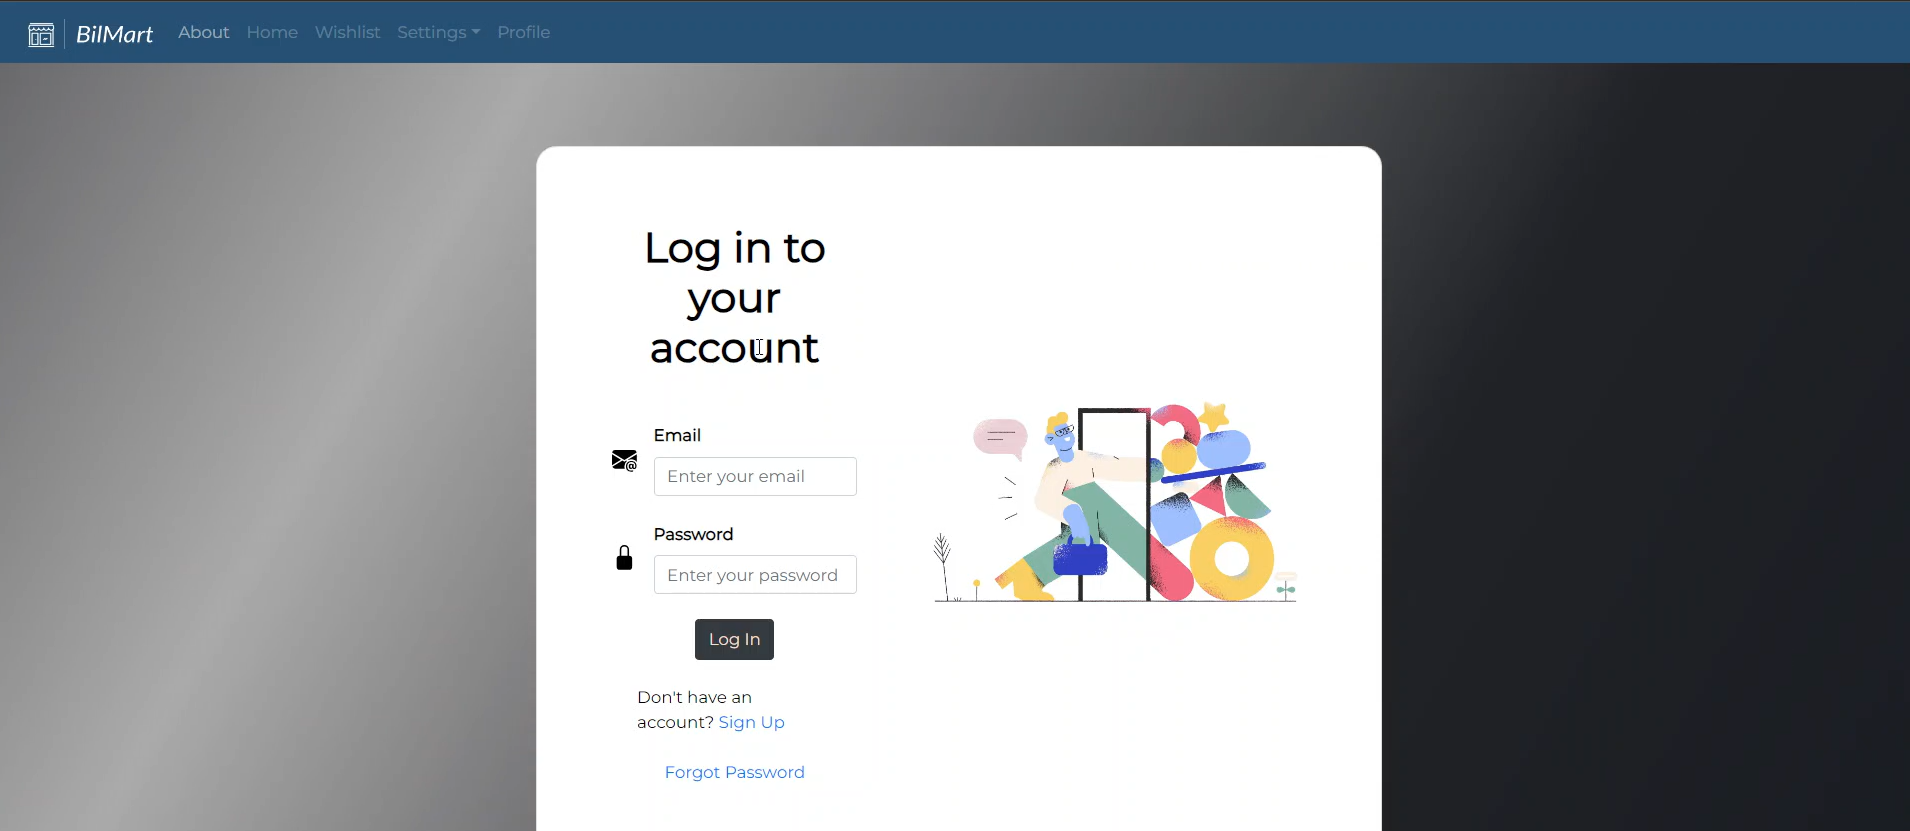 BilMart About Home Wishlist Settings Profile
Log in to
your
account
Email
Enter your email
Password
Enter your password
Log In
Don't have an
account? Sign Up
Forgot Password